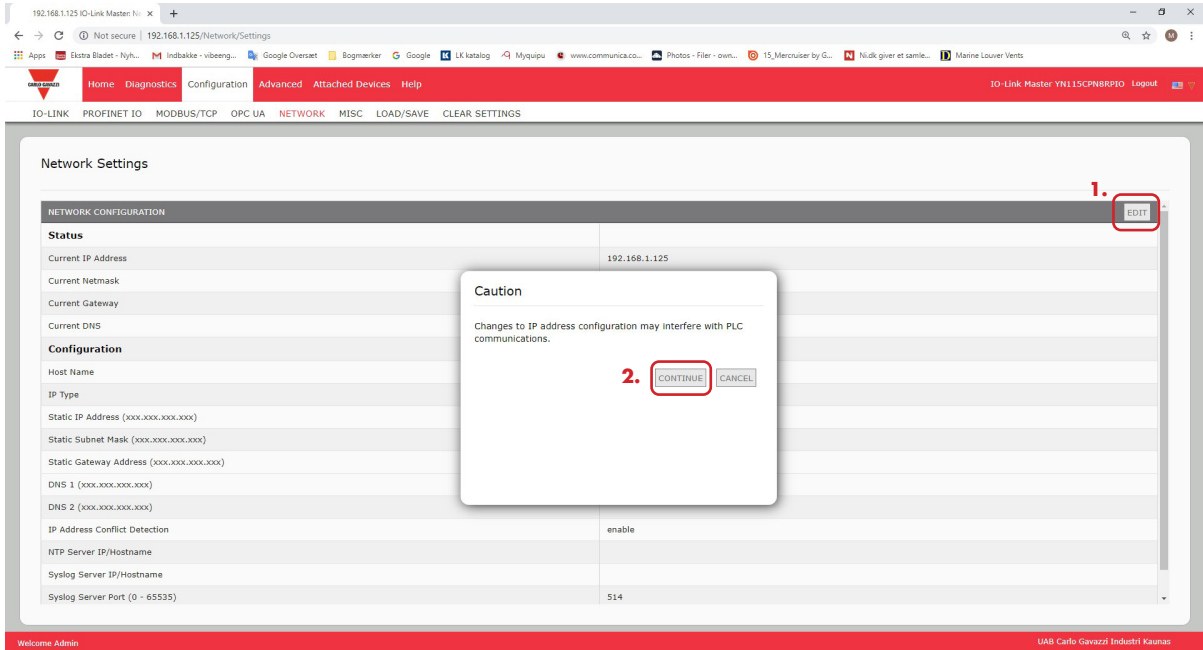 192.168.1.125 IO-Link Master: Ne
Not secure | 192.168.1.125/Network/Settings
M
Apps Ekstra Bladet - Nyh... Indbakke - vibeeng... Google Oversæt Bogmærker Google LK katalog Myquipu www.communica.co... Photos - Filer - own... 15_Mercruiser by G... Ni.dk giver et samle... Marine Louver Vents
CARLO GAVAZZI
Home Diagnostics Configuration Advanced Attached Devices Help IO-Link Master YN115CPN8RPIO Logout
IO-LINK PROFINET IO MODBUS/TCP OPC UA NETWORK MISC LOAD/SAVE CLEAR SETTINGS
Network Settings
1.
NETWORK CONFIGURATION EDIT
Status
Current IP Address 192.168.1.125
Current Netmask
Current Gateway
Current DNS
Configuration
Host Name
IP Type
Static IP Address (xxx.xxx.xxx.xxx)
Static Subnet Mask (xxx.xxx.xxx.xxx)
Static Gateway Address (xxx.xxx.xxx.xxx)
DNS 1 (xxx.xxx.xxx.xxx)
DNS 2 (xxx.xxx.xxx.xxx)
IP Address Conflict Detection enable
NTP Server IP/Hostname
Syslog Server IP/Hostname
Syslog Server Port (0 - 65535) 514
Caution
Changes to IP address configuration may interfere with PLC
communications.
2. CONTINUE CANCEL
Welcome Admin UAB Carlo Gavazzi Industri Kaunas